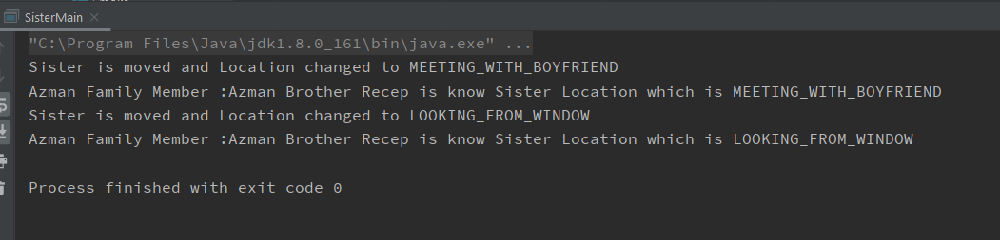 SisterMain
"C:\Program Files\Java\jdk1.8.0_161\bin\java.exe" ...
Sister is moved and Location changed to MEETING_WITH_BOYFRIEND
Azman Family Member :Azman Brother Recep is know Sister Location which is MEETING_WITH_BOYFRIEND
Sister is moved and Location changed to LOOKING_FROM_WINDOW
Azman Family Member :Azman Brother Recep is know Sister Location which is LOOKING_FROM_WINDOW
Process finished with exit code 0